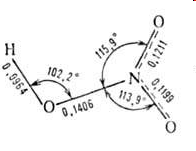 O
H
115,9°
0,1211
0,0964
102,2°
N
0,1199
O
0,1406
113,9°
O